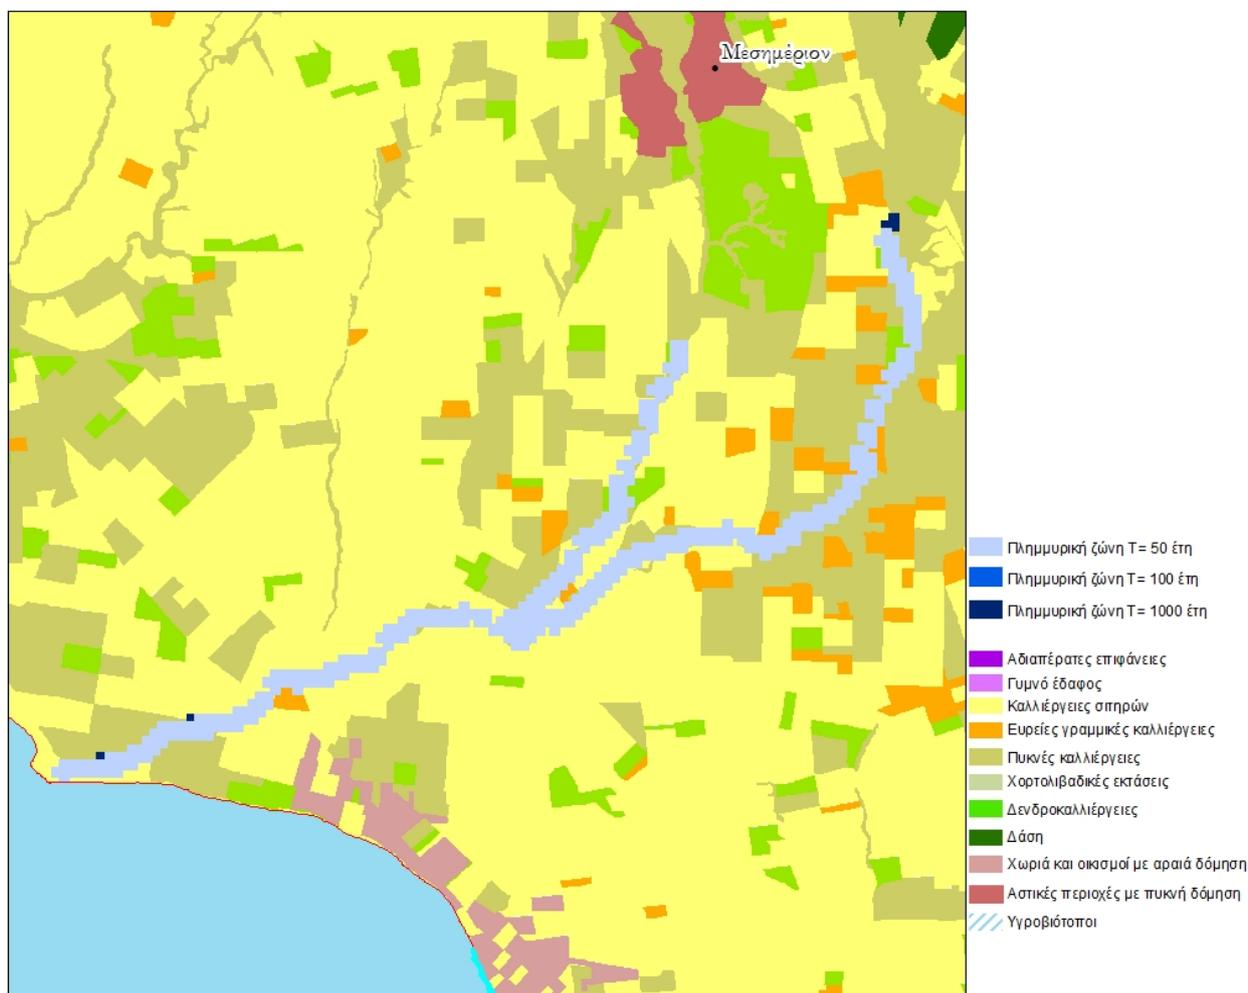 Μεσημέριον
Πλημμυρική ζώνη T= 50 έτη
Πλημμυρική ζώνη T= 100 έτη
Πλημμυρική ζώνη T= 1000 έτη
Αδιαπέρατες επιφάνειες
Γυμνό έδαφος
Καλλιέργειες σιτηρών
Ευρείες γραμμικές καλλιέργειες
Πυκνές καλλιέργειες
Χορτολιβαδικές εκτάσεις
Δενδροκαλλιέργειες
Δάση
Χωριά και οικισμοί με αραιά δόμηση
Αστικές περιοχές με πυκνή δόμηση
Υγροβιότοποι